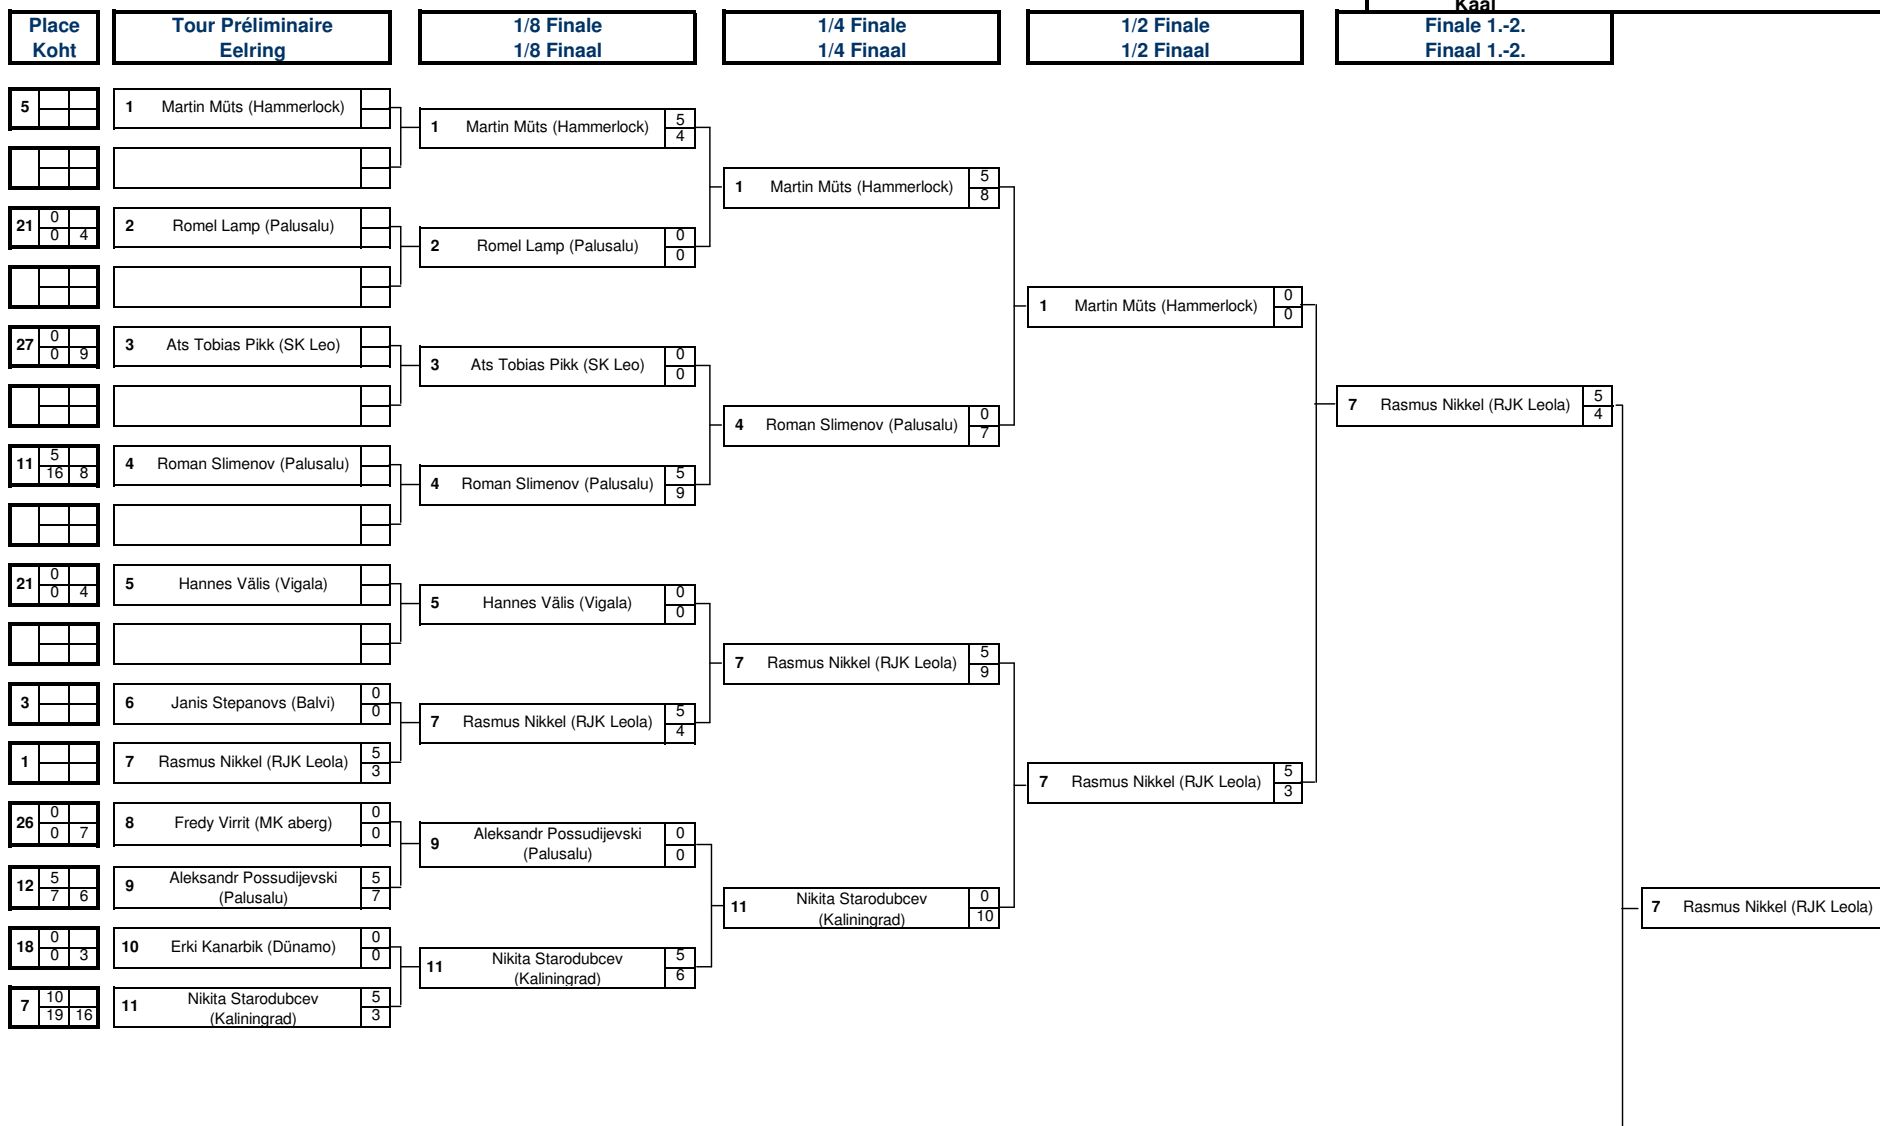 Kaal
Place
Koht
Tour Préliminaire
Eelring
1/8 Finale
1/8 Finaal
1/4 Finale
1/4 Finaal
1/2 Finale
1/2 Finaal
Finale 1.-2.
Finaal 1.-2.
5
1 Martin Müts (Hammerlock)
21 0
0 4
2 Romel Lamp (Palusalu)
27 0
0 9
3 Ats Tobias Pikk (SK Leo)
11 5
16 8
4 Roman Slimenov (Palusalu)
21 0
0 4
5 Hannes Välis (Vigala)
3
6 Janis Stepanovs (Balvi) 0
0
1
7 Rasmus Nikkel (RJK Leola) 5
3
26 0
0 7
8 Fredy Virrit (MK aberg) 0
0
12 5
7 6
9 Aleksandr Possudijevski
(Palusalu) 5
7
18 0
0 3
10 Erki Kanarbik (Dünamo) 0
0
7 10
19 16
11 Nikita Starodubcev
(Kaliningrad) 5
3
1 Martin Müts (Hammerlock) 5
4
2 Romel Lamp (Palusalu) 0
0
3 Ats Tobias Pikk (SK Leo) 0
0
4 Roman Slimenov (Palusalu) 5
9
5 Hannes Välis (Vigala) 0
0
7 Rasmus Nikkel (RJK Leola) 5
4
9 Aleksandr Possudijevski
(Palusalu) 0
0
11 Nikita Starodubcev
(Kaliningrad) 5
6
1 Martin Müts (Hammerlock) 5
8
4 Roman Slimenov (Palusalu) 0
7
7 Rasmus Nikkel (RJK Leola) 5
9
11 Nikita Starodubcev
(Kaliningrad) 0
10
1 Martin Müts (Hammerlock) 0
0
7 Rasmus Nikkel (RJK Leola) 5
3
7 Rasmus Nikkel (RJK Leola) 5
4
7 Rasmus Nikkel (RJK Leola)